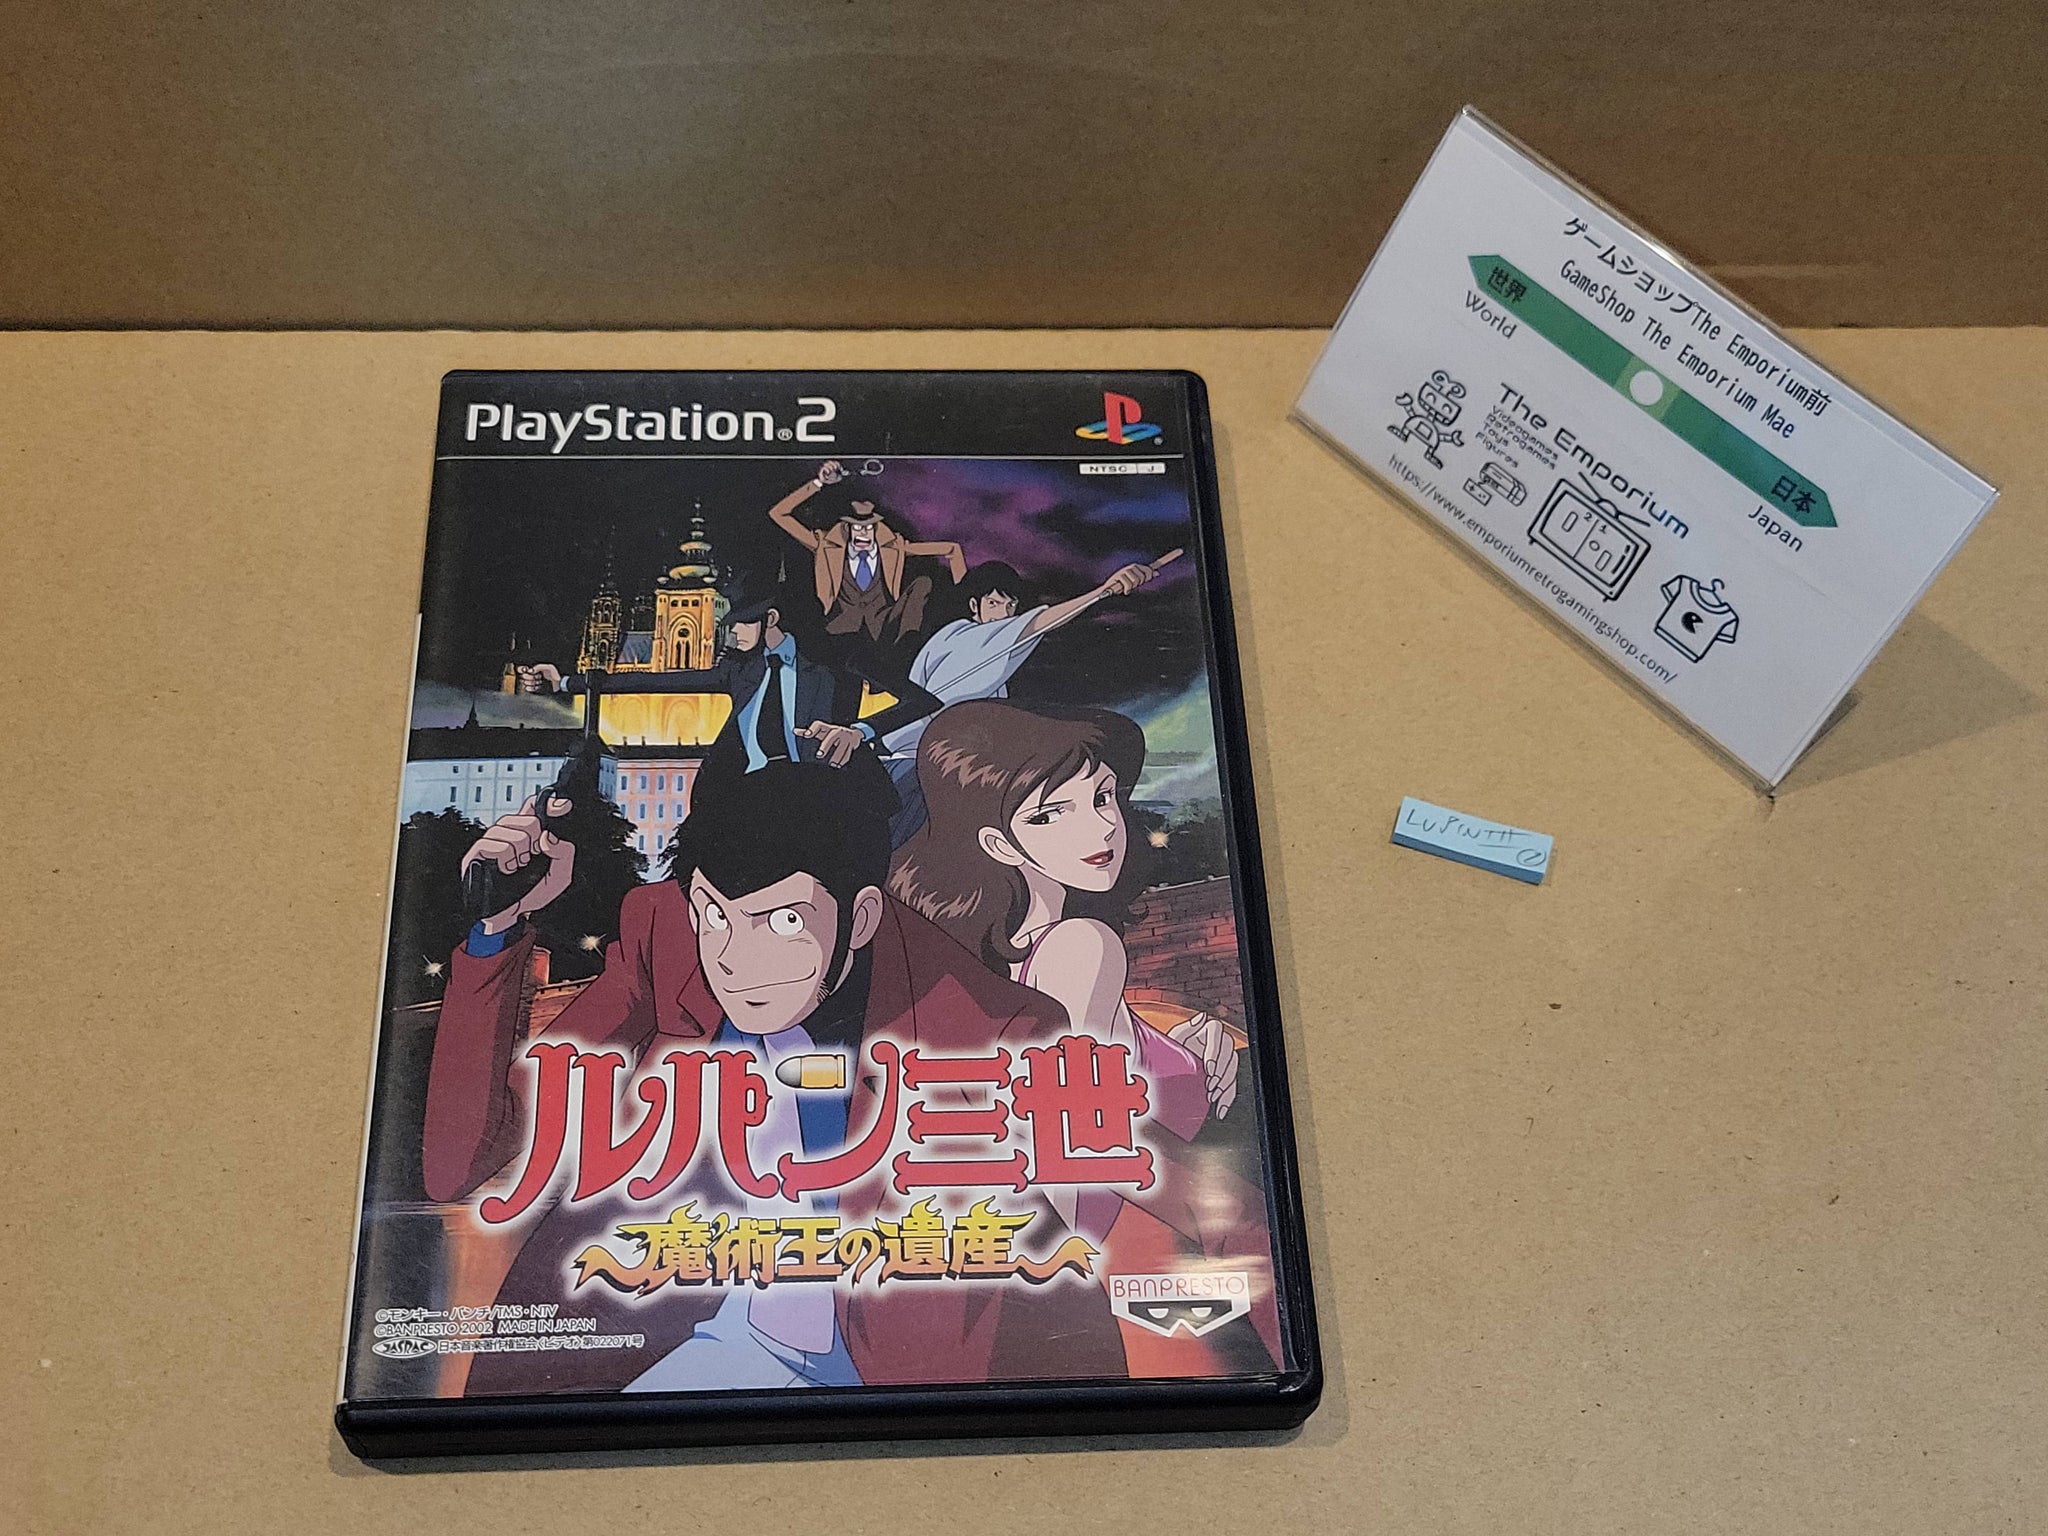 PlayStation®2
NTSC J
ルパン三世
～魔術王の遺産～
BANPRESTO
©モンキー・パンチ/TMS・NTV
©BANPRESTO 2002 MADE IN JAPAN
JASRAC 日本音楽著作権協会(ビデオ)第022071号
ゲームショップThe Emporium前
GameShop The Emporium Mae
世界
World
日本
Japan
The Emporium
Videogames
Retrogames
Toys
Figures
2 1
https://www.emporiumretrogamingshop.com/
LUPIN III